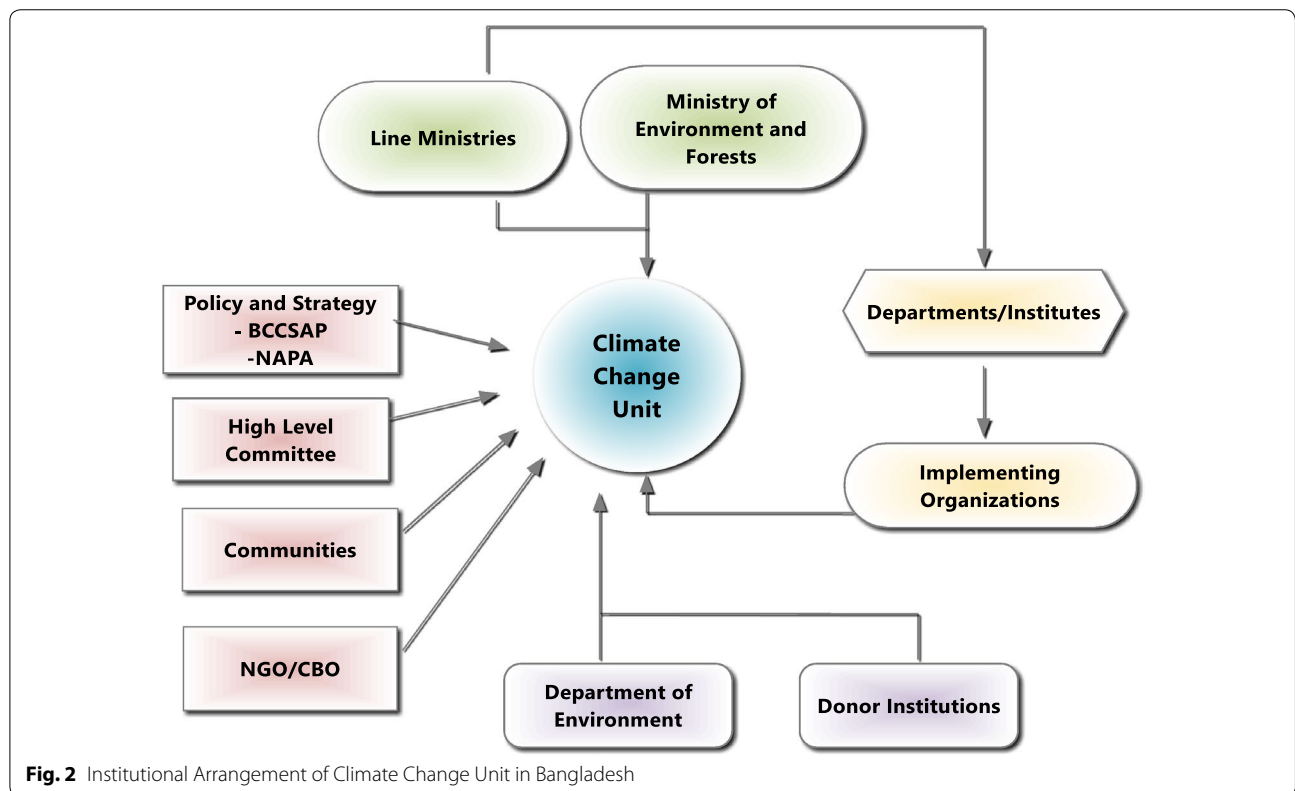 Line Ministries
Ministry of
Environment and
Forests
Policy and Strategy
- BCCSAP
-NAPA
Climate
Change
Unit
Departments/Institutes
High Level
Committee
Implementing
Organizations
Communities
NGO/CBO
Department of
Environment
Donor Institutions
Fig. 2 Institutional Arrangement of Climate Change Unit in Bangladesh